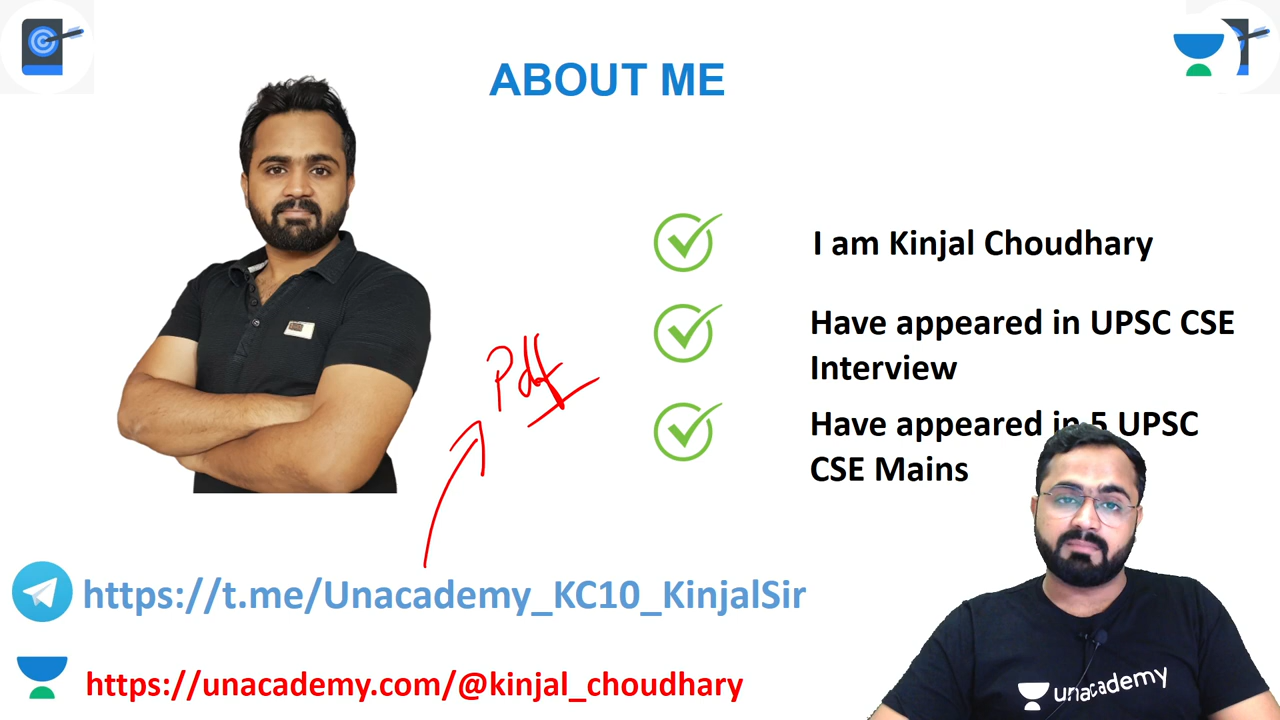 ABOUT ME
I am Kinjal Choudhary
Have appeared in UPSC CSE
Interview
Have appeared in 5 UPSC
CSE Mains
Pdf
https://t.me/Unacademy_KC10_KinjalSir
https://unacademy.com/@kinjal_choudhary
unacademy